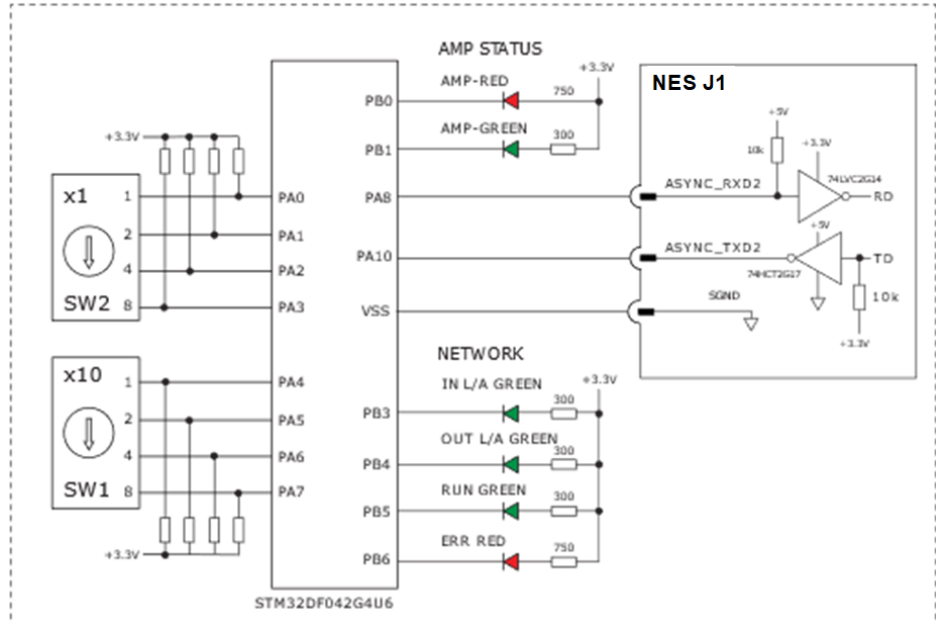 AMP STATUS
+3.3V
AMP-RED
750
PB0
AMP-GREEN
300
PB1
+3.3V
x1
1
2
4
8
SW2
PA0
PA1
PA2
PA3
PA8
PA10
VSS
NES J1
+5V
10k
+3.3V
74LVC2G14
ASYNC_RXD2
RD
+5V
ASYNC_TXD2
74HCT2G17
TD
10k
+3.3V
SGND
x10
1
2
4
8
SW1
+3.3V
PA4
PA5
PA6
PA7
NETWORK
+3.3V
IN L/A GREEN
300
PB3
OUT L/A GREEN
300
PB4
RUN GREEN
300
PB5
ERR RED
750
PB6
STM32DF042G4U6